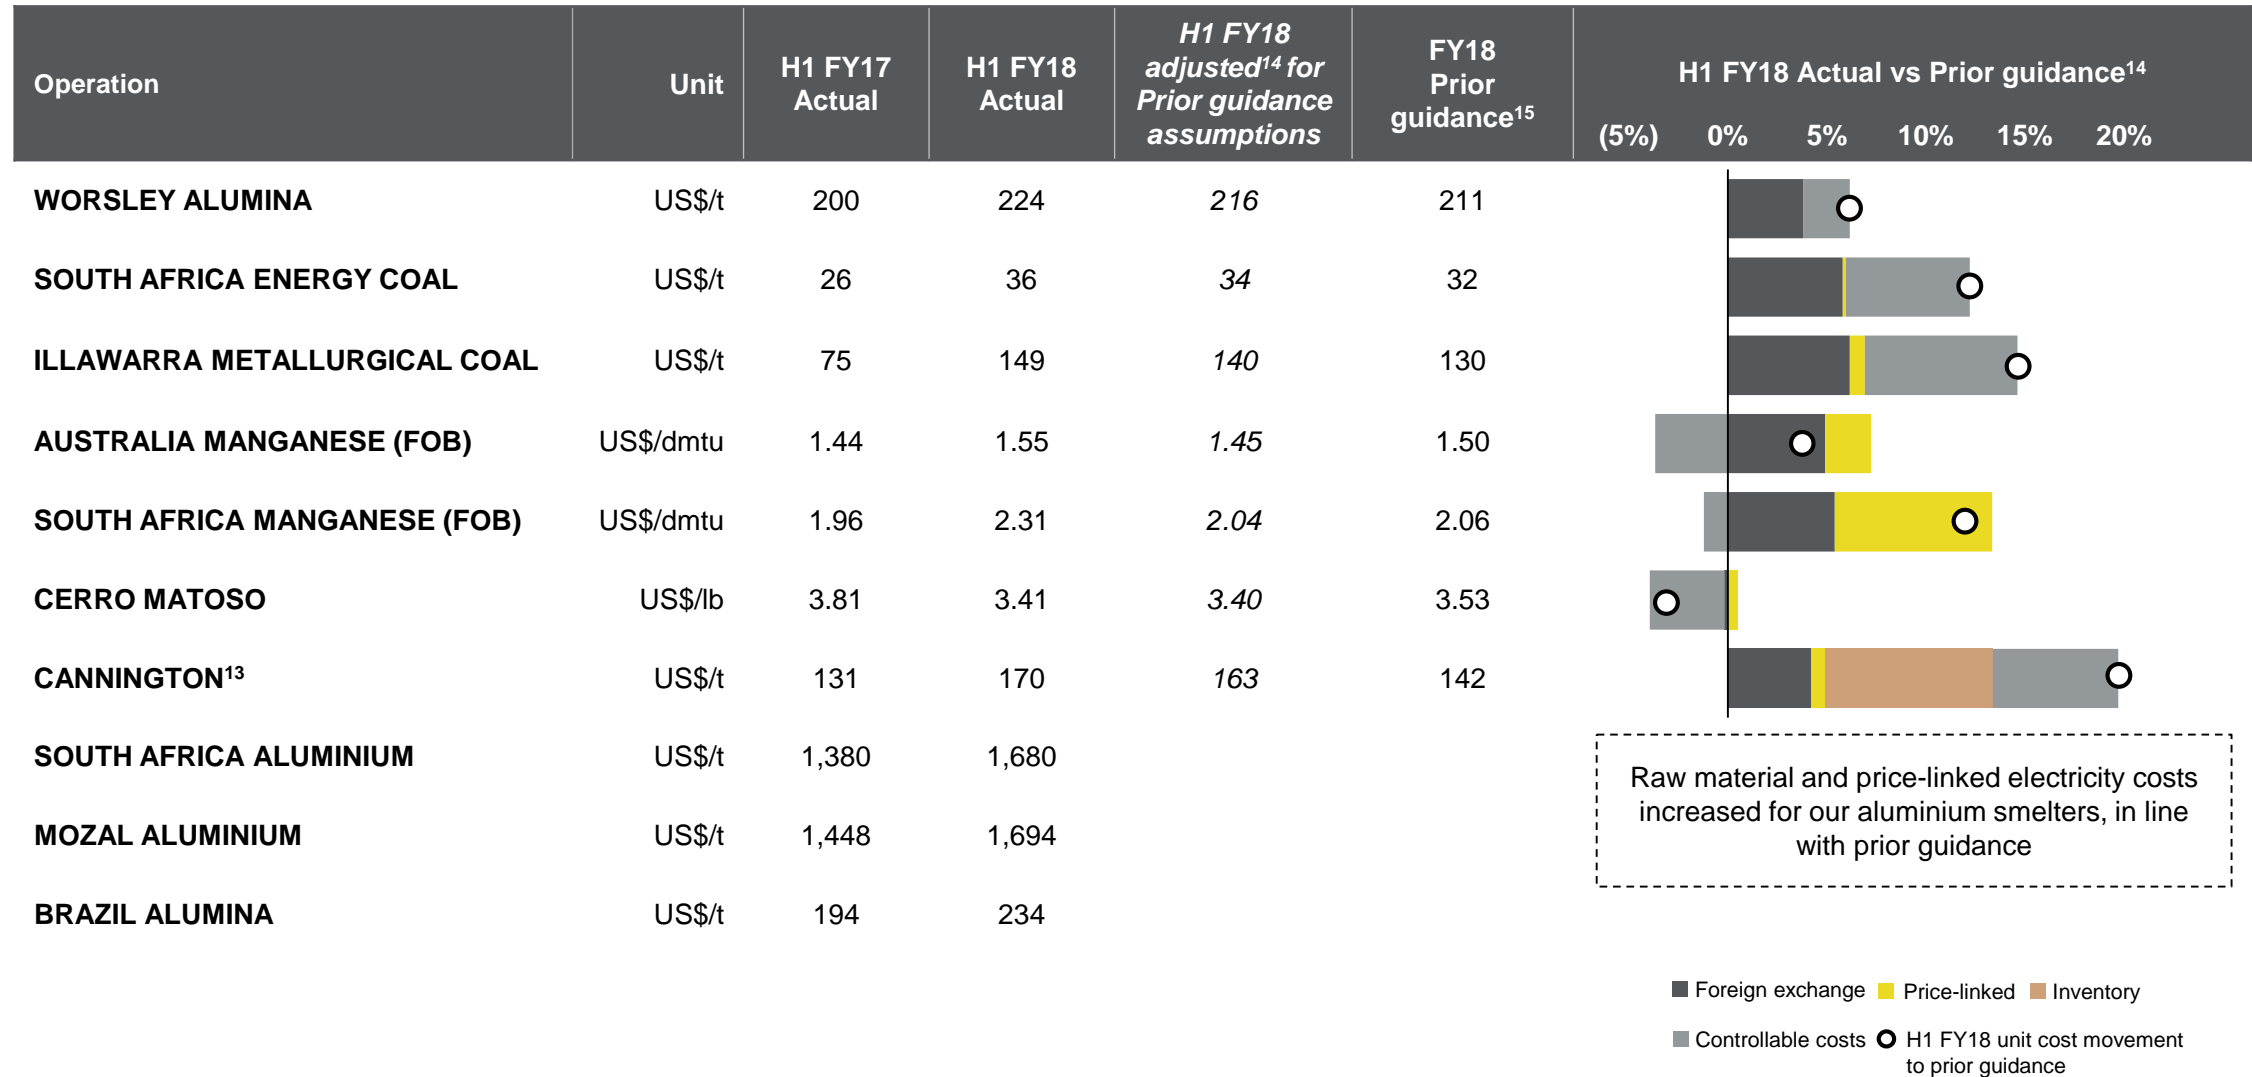 Operation
Unit
H1 FY17
Actual
H1 FY18
Actual
H1 FY18
adjusted14 for
Prior guidance
assumptions
FY18
Prior
guidance15
H1 FY18 Actual vs Prior guidance14
(5%) 0% 5% 10% 15% 20%
WORSLEY ALUMINA US$/t 200 224 216 211
SOUTH AFRICA ENERGY COAL US$/t 26 36 34 32
ILLAWARRA METALLURGICAL COAL US$/t 75 149 140 130
AUSTRALIA MANGANESE (FOB) US$/dmtu 1.44 1.55 1.45 1.50
SOUTH AFRICA MANGANESE (FOB) US$/dmtu 1.96 2.31 2.04 2.06
CERRO MATOSO US$/lb 3.81 3.41 3.40 3.53
CANNINGTON13 US$/t 131 170 163 142
SOUTH AFRICA ALUMINIUM US$/t 1,380 1,680
MOZAL ALUMINIUM US$/t 1,448 1,694
BRAZIL ALUMINA US$/t 194 234
Raw material and price-linked electricity costs
increased for our aluminium smelters, in line
with prior guidance
Foreign exchange Price-linked Inventory
Controllable costs H1 FY18 unit cost movement
to prior guidance